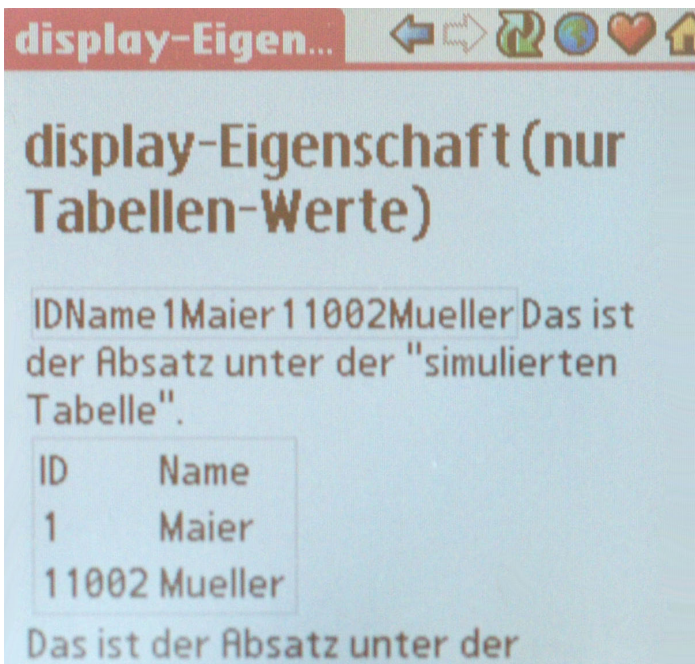 display-Eigen...
display-Eigenschaft (nur
Tabellen-Werte)
IDName1Maier11002Mueller Das ist
der Absatz unter der "simulierten
Tabelle".
ID Name
1 Maier
11002 Mueller
Das ist der Absatz unter der